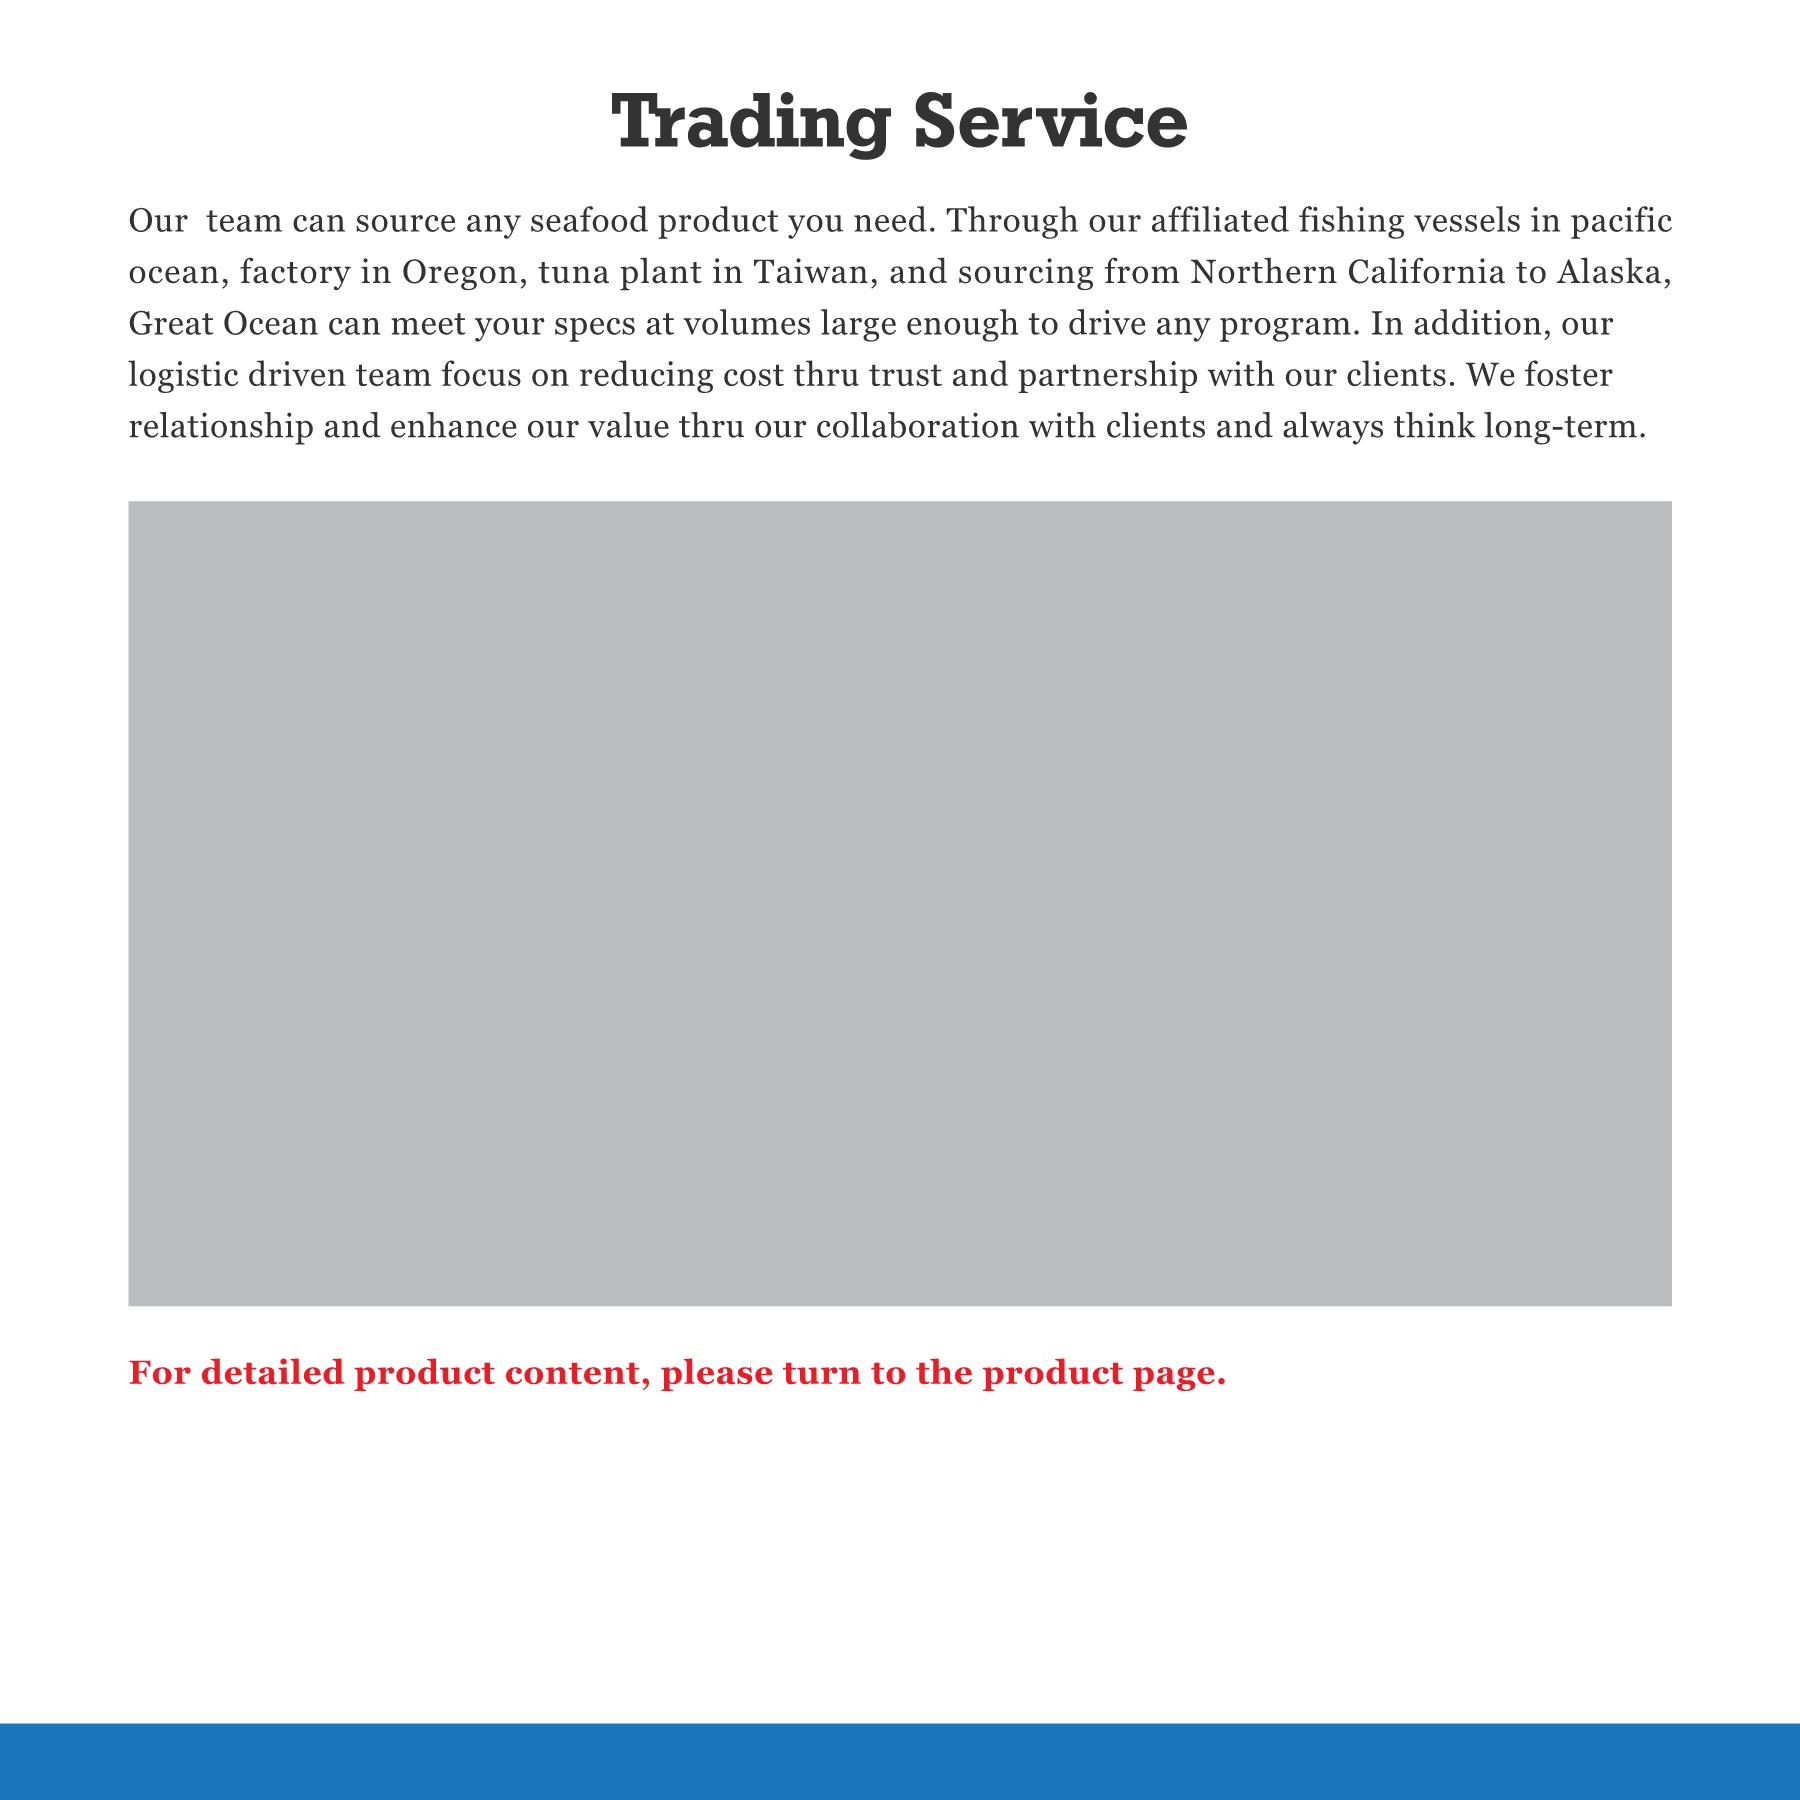 Trading Service
Our  team can source any seafood product you need. Through our affiliated fishing vessels in pacific
ocean, factory in Oregon, tuna plant in Taiwan, and sourcing from Northern California to Alaska,
Great Ocean can meet your specs at volumes large enough to drive any program. In addition, our
logistic driven team focus on reducing cost thru trust and partnership with our clients. We foster
relationship and enhance our value thru our collaboration with clients and always think long-term.
For detailed product content, please turn to the product page.